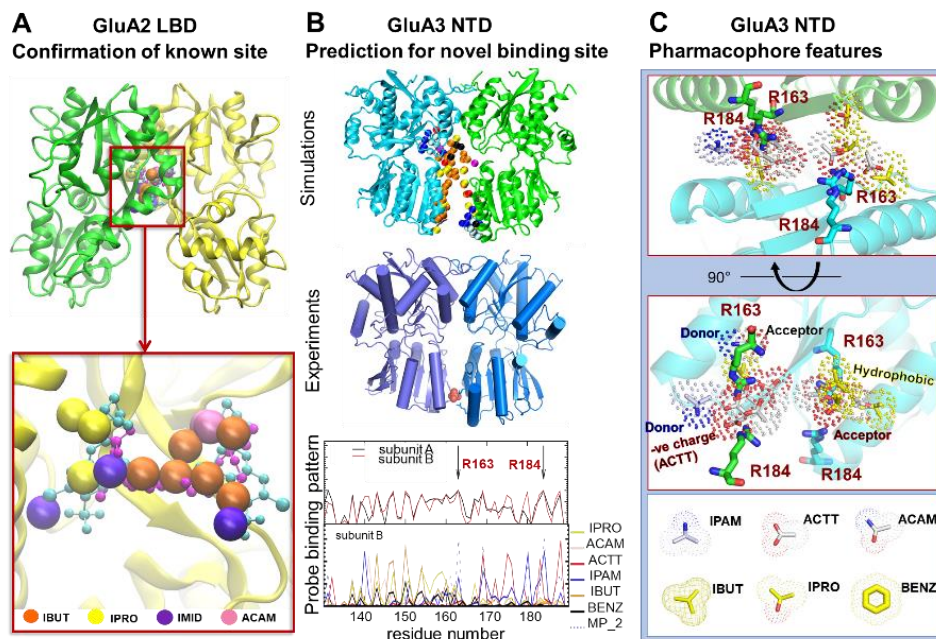 A
GluA2 LBD
Confirmation of known site
IBUT
IPRO
IMID
ACAM
B
GluA3 NTD
Prediction for novel binding site
Simulations
Experiments
Probe binding pattern
subunit A
subunit B
R163
R184
subunit B
140
150
160
170
180
residue number
IPRO
ACAM
ACTT
IPAM
IBUT
BENZ
MP_2
C
GluA3 NTD
Pharmacophore features
R163
R184
R163
R184
90°
R163
Donor
Acceptor
R163
Hydrophobic
Donor
-ve charge
(ACTT)
Acceptor
R184
R184
IPAM
ACTT
ACAM
IBUT
IPRO
BENZ